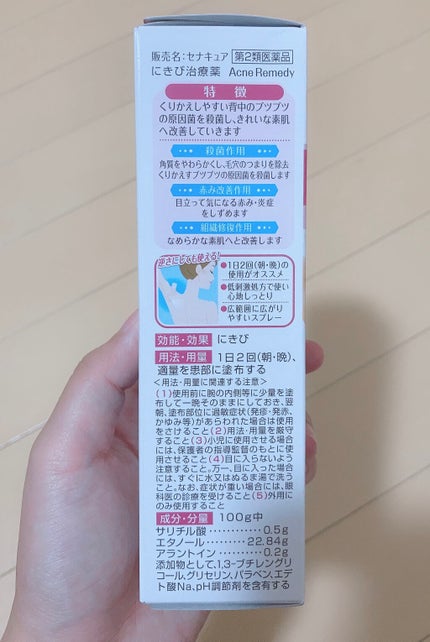 販売名:セナキュア 第2類医薬品
にきび治療薬 Acne Remedy
特徴
くりかえしやすい背中のブツブツ
の原因菌を殺菌し、きれいな素肌
へ改善していきます
殺菌作用
角質をやわらかくし、毛穴のつまりを除去
くりかえすブツブツの原因菌を殺菌します
赤み改善作用
目立って気になる赤み・炎症
をしずめます
組織修復作用
なめらかな素肌へと改善します
逆さにしても使える!
●1日2回(朝・晩)の
使用がオススメ
●低刺激処方で使い
心地しっとり
●広範囲に広がり
やすいスプレー
効能・効果 にきび
用法・用量 1日2回(朝・晩)、
適量を患部に塗布する
<用法・用量に関連する注意>
(1)使用前に腕の内側等に少量を塗
布して一晩そのままにしておき、翌
朝、塗布部位に過敏症状(発疹・発赤、
かゆみ等)があらわれた場合は使用
をさけること(2)用法・用量を厳守
すること(3)小児に使用させる場合
には、保護者の指導監督のもとに使
用させること(4)目に入らないよう
注意すること。万一、目に入った場合
には、すぐに水又はぬるま湯で洗う
こと。なお、症状が重い場合には、眼
科医の診療を受けること(5)外用に
のみ使用すること
成分・分量 100g中
サリチル酸…………0.5g
エタノール………22.84g
アラントイン…………0.2g
添加物として、1,3-ブチレングリ
コール、グリセリン、パラベン、エデ
ト酸Na、pH調節剤を含有する